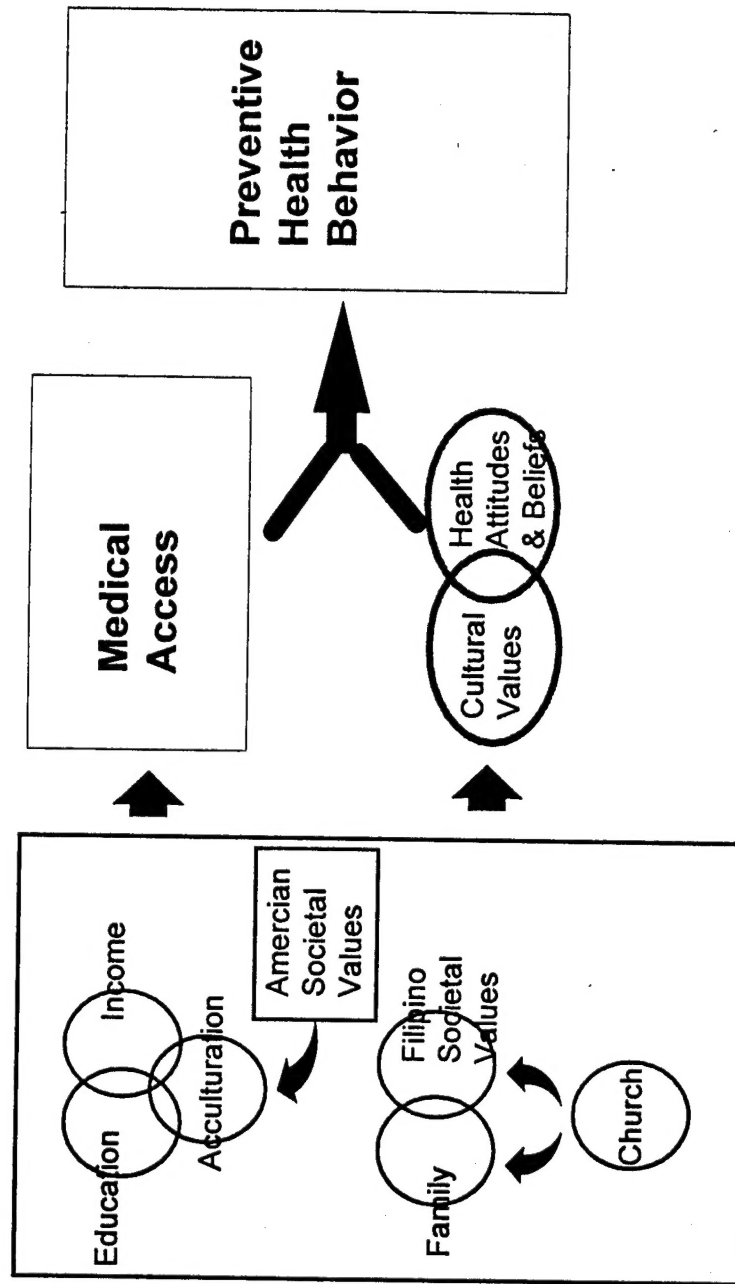 Education
Income
Acculturation
Amercian
Societal
Values
Family
Filipino
Societal
Values
Church
Medical
Access
Cultural
Values
Health
Attitudes
& Beliefs
Preventive
Health
Behavior